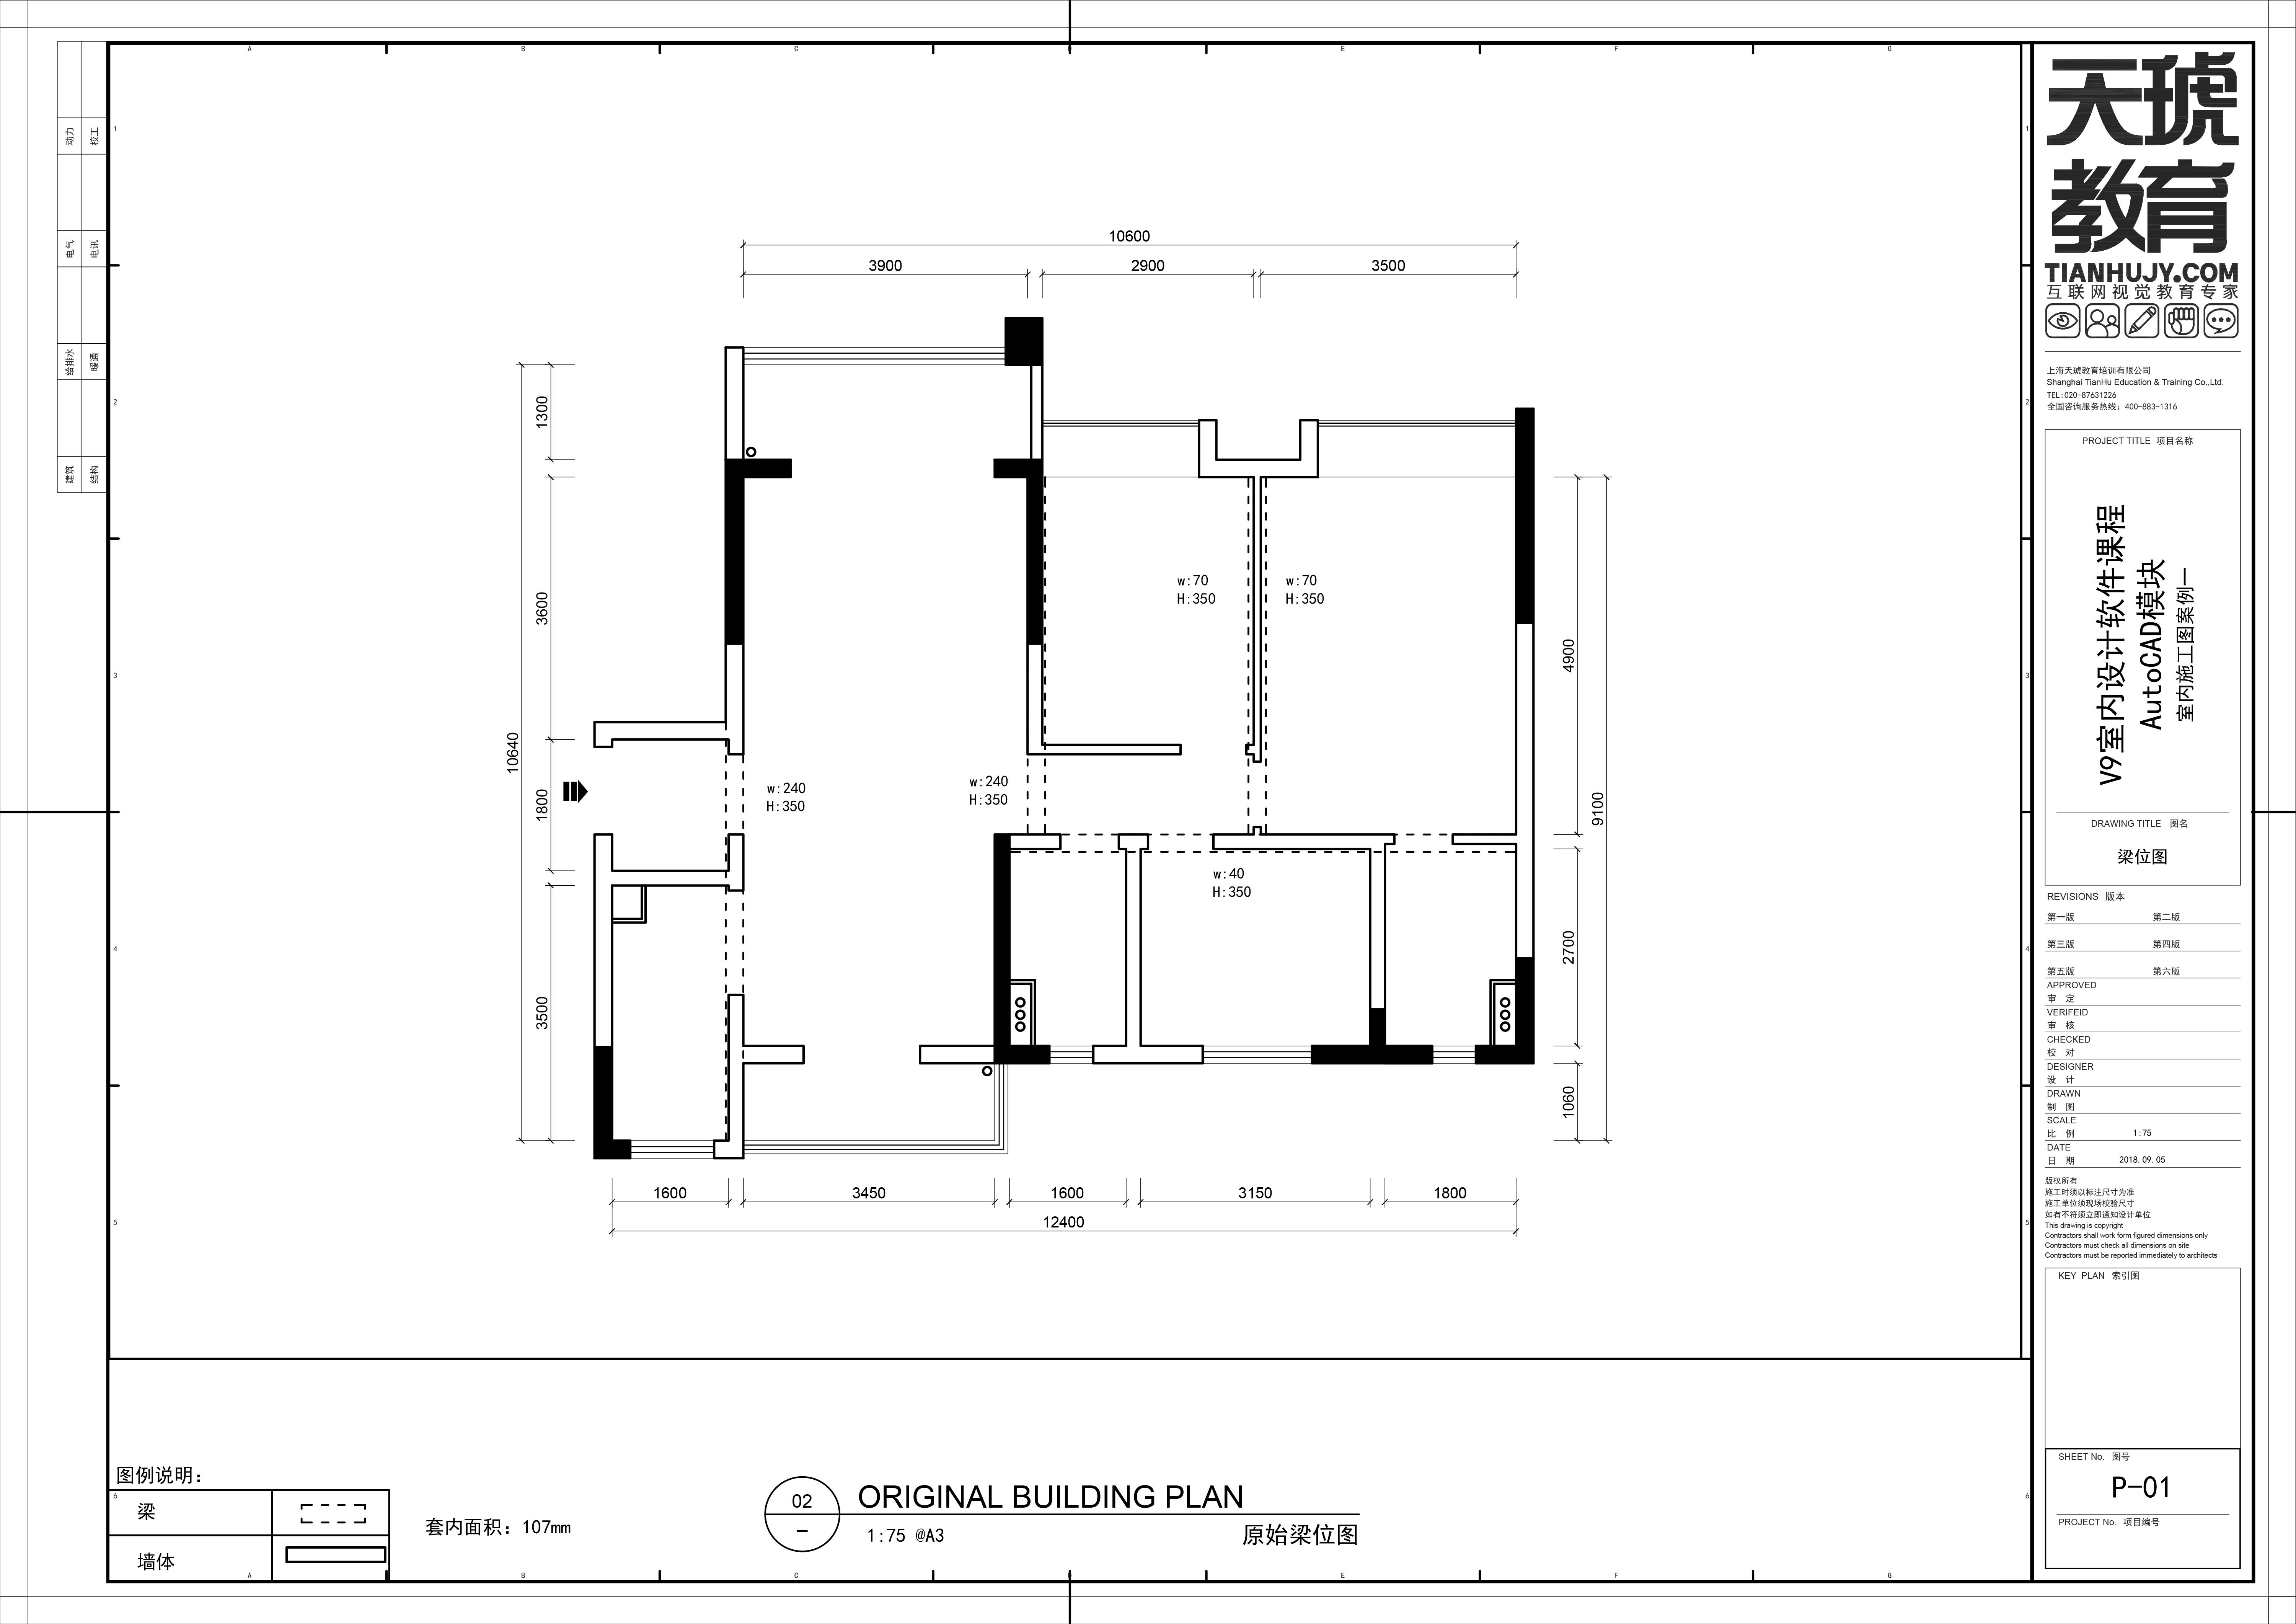 A
B
C
E
F
G
动力
校工
电气
电讯
给排水
暖通
建筑
结构
1
2
3
4
5
6
1
2
3
4
5
6
10600
3900
2900
3500
1300
3600
10640
1800
3500
w:70
H:350
w:70
H:350
w:240
H:350
w:240
H:350
w:40
H:350
4900
9100
2700
1060
1600
3450
1600
3150
1800
12400
图例说明:
梁
墙体
套内面积: 107mm
02
—
ORIGINAL BUILDING PLAN
1:75 @A3
原始梁位图
A
B
C
E
F
G
天琥
教育
TIANHUJY.COM
互联网视觉教育专家
上海天琥教育培训有限公司
Shanghai TianHu Education & Training Co.,Ltd.
TEL:020-87631226
全国咨询服务热线: 400-883-1316
PROJECT TITLE 项目名称
V9室内设计软件课程
AutoCAD模块
室内施工图案例一
DRAWING TITLE 图名
梁位图
REVISIONS 版本
第一版 第二版
第三版 第四版
第五版 第六版
APPROVED
审 定
VERIFEID
审 核
CHECKED
校 对
DESIGNER
设 计
DRAWN
制 图
SCALE
比 例 1:75
DATE
日 期 2018.09.05
版权所有
施工时须以标注尺寸为准
施工单位须现场校验尺寸
如有不符须立即通知设计单位
This drawing is copyright
Contractors shall work form figured dimensions only
Contractors must check all dimensions on site
Contractors must be reported immediately to architects
KEY PLAN 索引图
SHEET No. 图号
P-01
PROJECT No. 项目编号